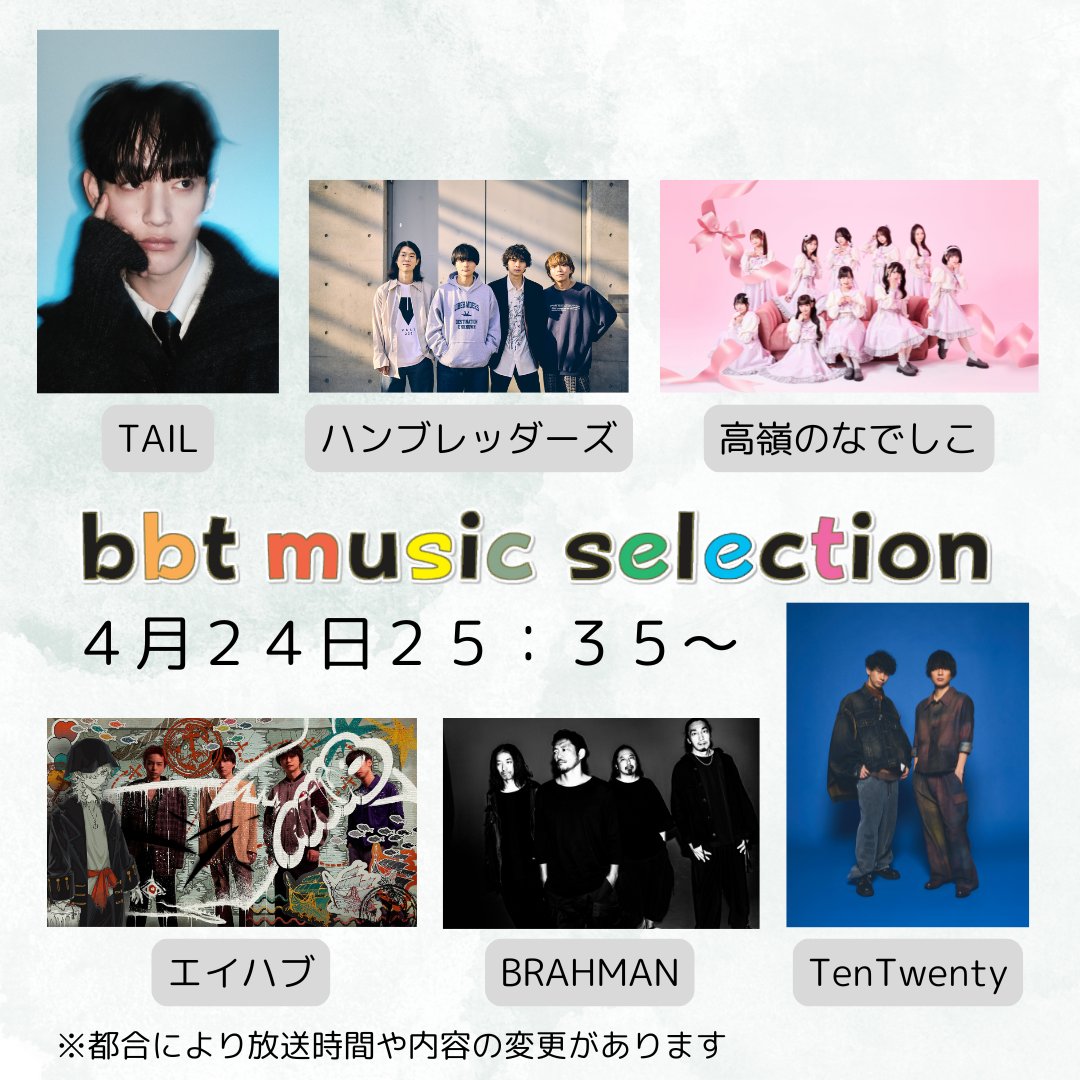 TAIL
ハンブレッダーズ
高嶺のなでしこ
bbt music selection
４月２４日２５：３５～
エイハブ
BRAHMAN
TenTwenty
※都合により放送時間や内容の変更があります